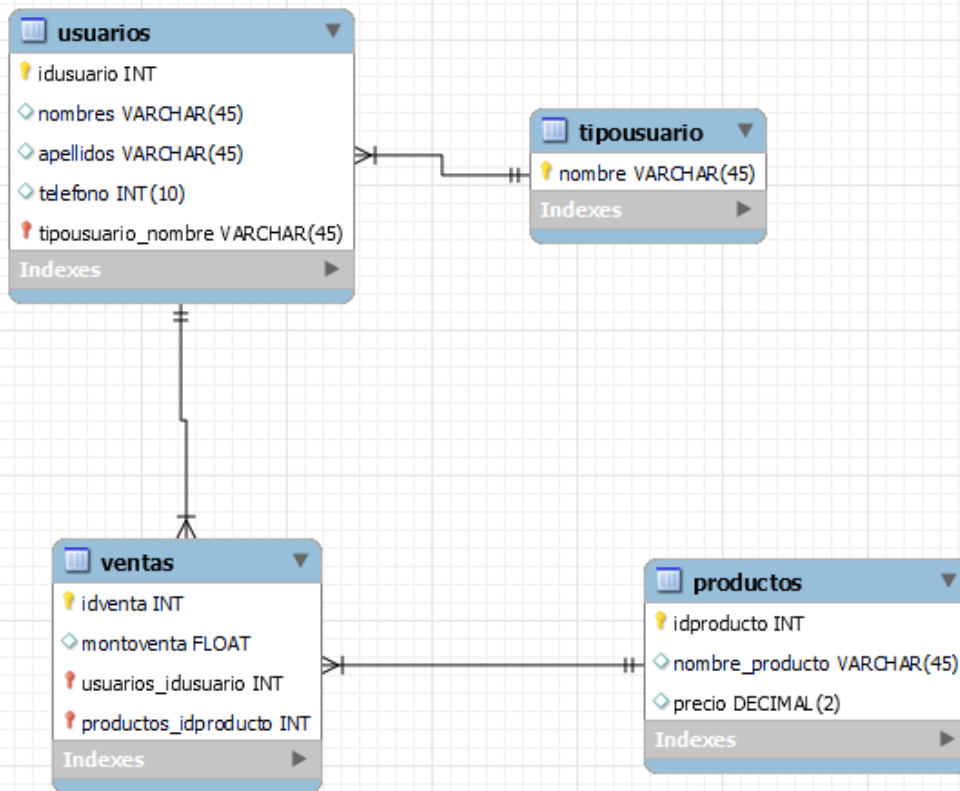 usuarios
idusuario INT
nombres VARCHAR(45)
apellidos VARCHAR(45)
telefono INT(10)
tipousuario_nombre VARCHAR(45)
Indexes
tipousuario
nombre VARCHAR(45)
Indexes
ventas
idventa INT
montoventa FLOAT
usuarios_idusuario INT
productos_idproducto INT
Indexes
productos
idproducto INT
nombre_producto VARCHAR(45)
precio DECIMAL(2)
Indexes